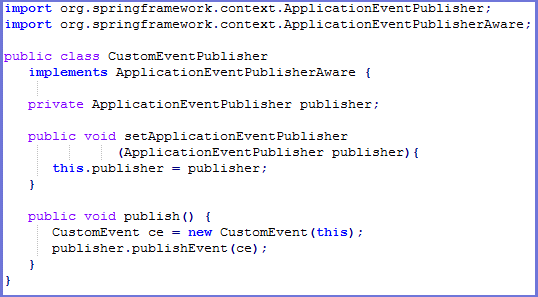 import org.springframework.context.ApplicationEventPublisher;
import org.springframework.context.ApplicationEventPublisherAware;
public class CustomEventPublisher
implements ApplicationEventPublisherAware {
private ApplicationEventPublisher publisher;
public void setApplicationEventPublisher
(ApplicationEventPublisher publisher){
this.publisher = publisher;
}
public void publish() {
CustomEvent ce = new CustomEvent(this);
publisher.publishEvent(ce);
}
}